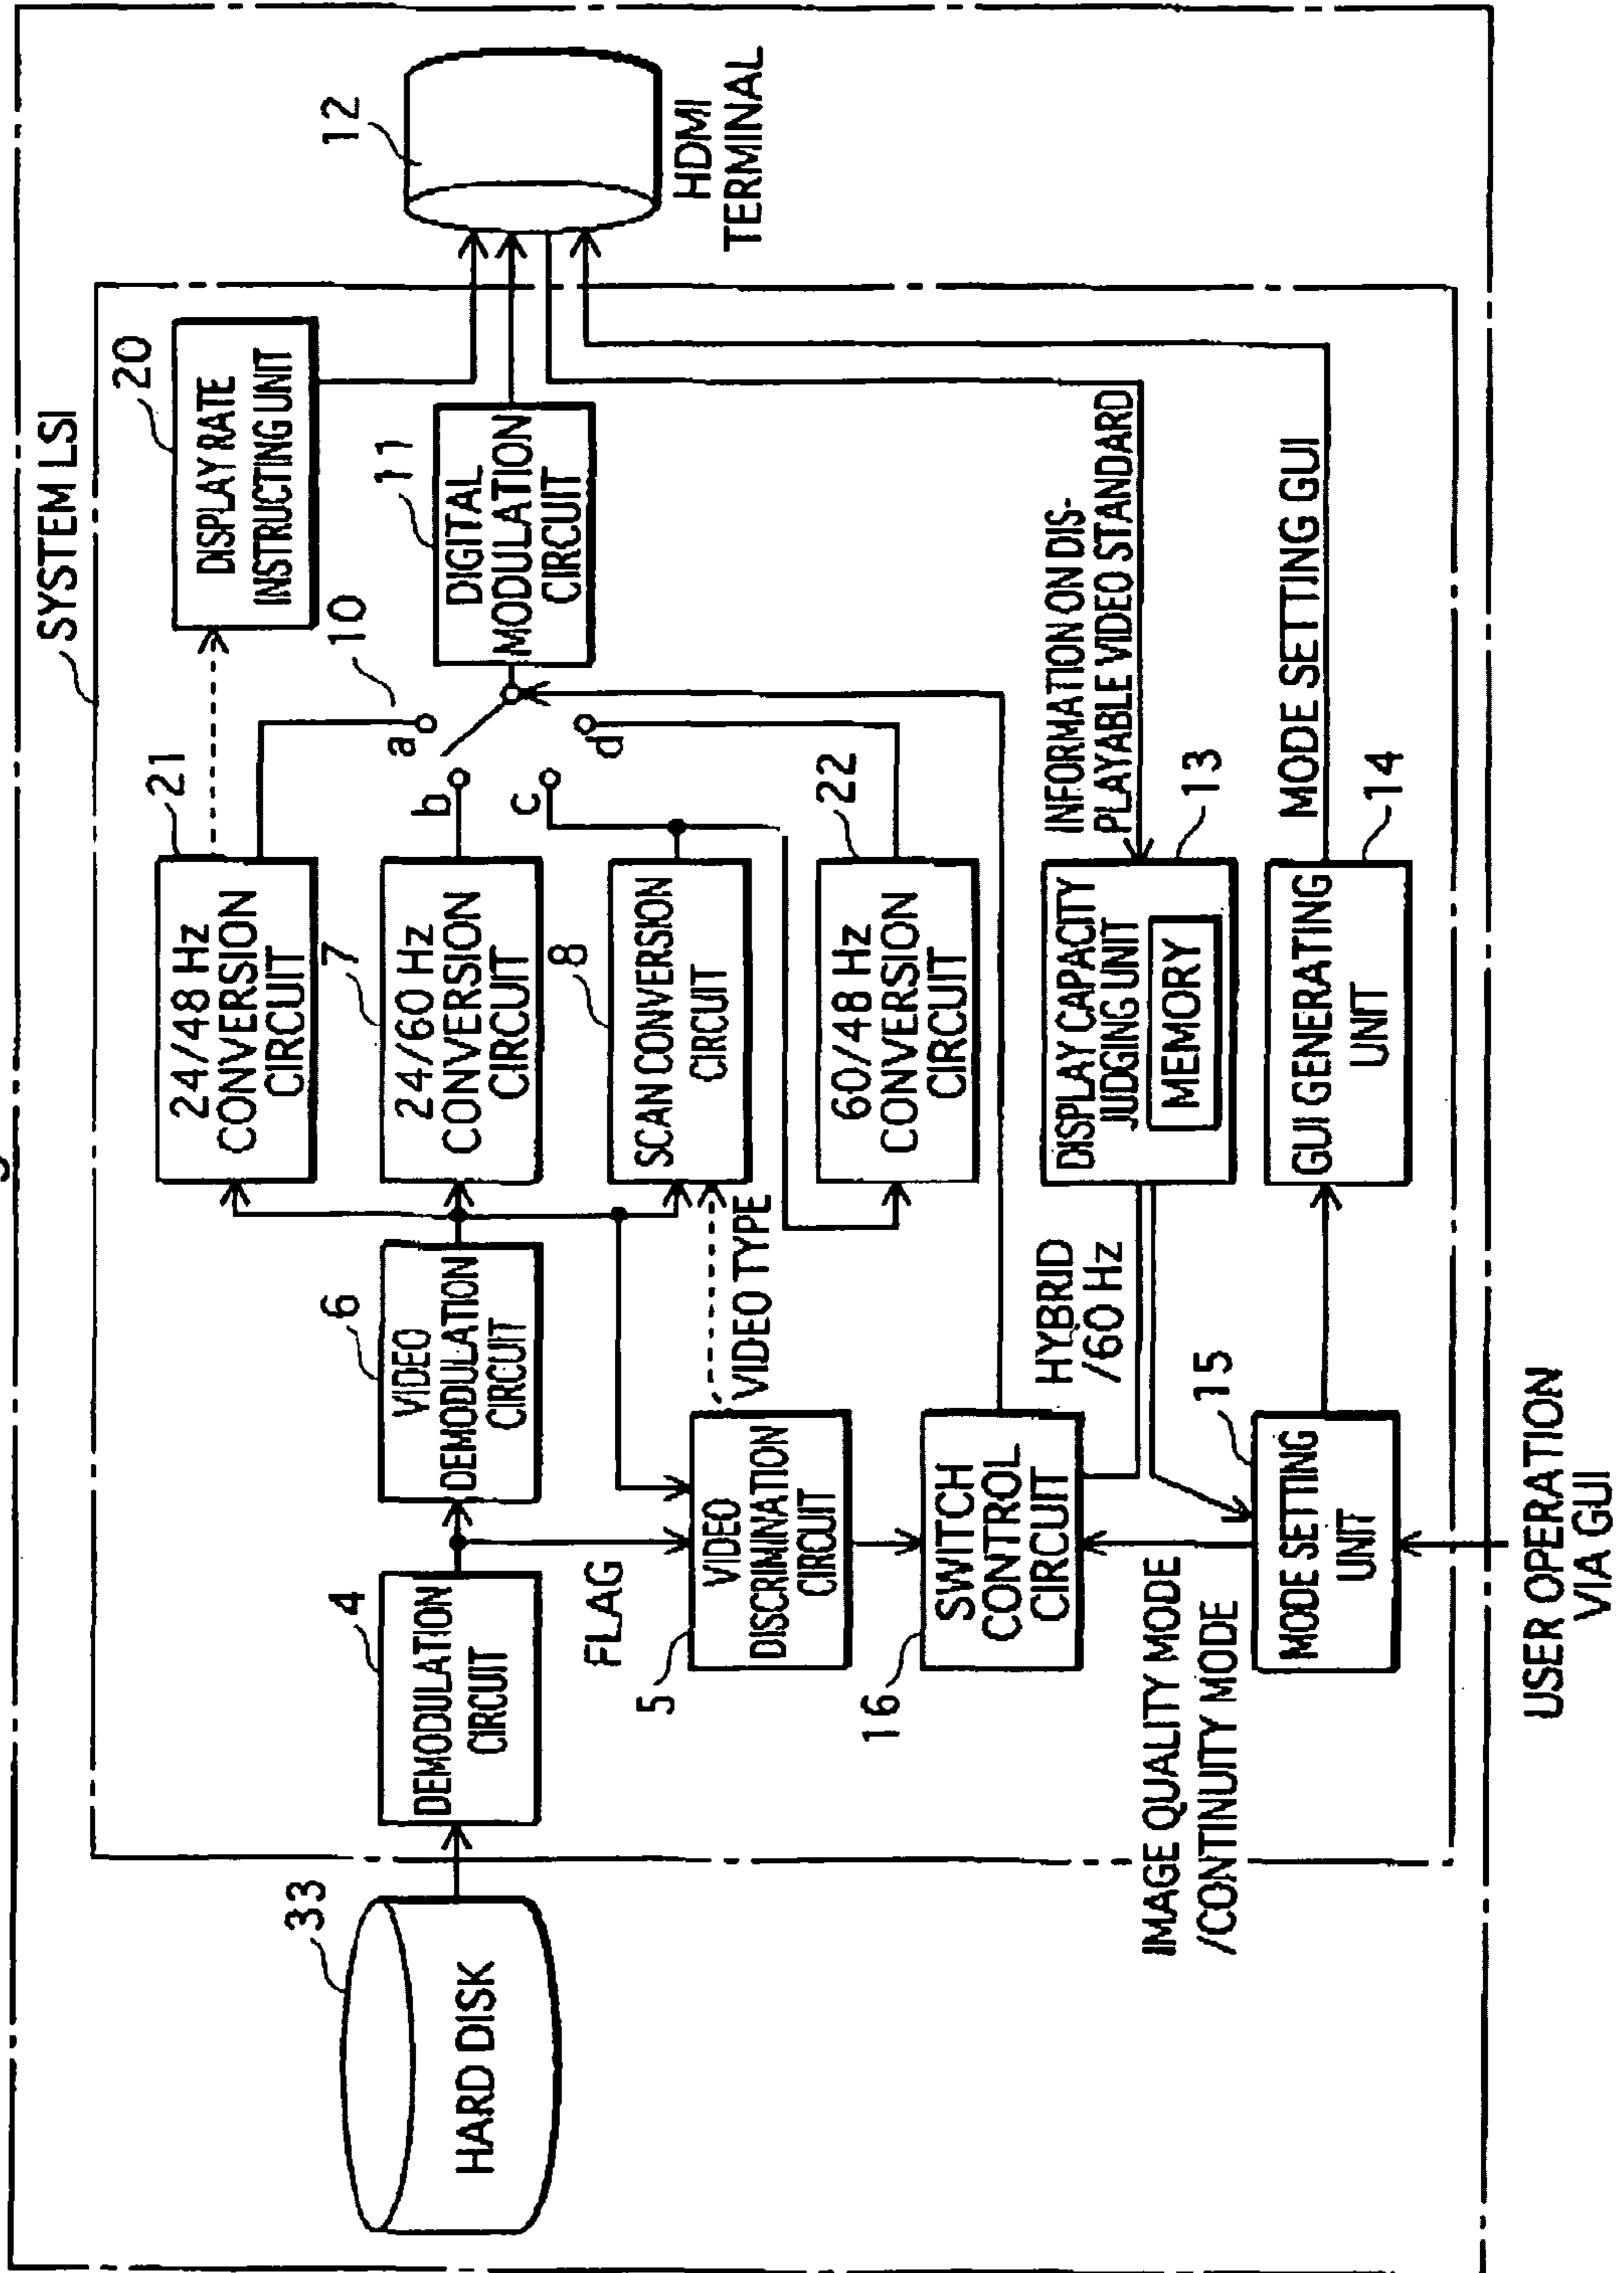 SYSTEM LSI
33
HARD DISK
4
DEMODULATION
CIRCUIT
6
VIDEO
DEMODULATION
CIRCUIT
21
24/48 Hz
CONVERSION
CIRCUIT
7
24/60 Hz
CONVERSION
CIRCUIT
8
SCAN CONVERSION
CIRCUIT
22
60/48 Hz
CONVERSION
CIRCUIT
20
DISPLAY RATE
INSTRUCTING UNIT
10
a
b
c
d
11
DIGITAL
MODULATION
CIRCUIT
12
HDMI
TERMINAL
FLAG
5
VIDEO
DISCRIMINATION
CIRCUIT
VIDEO TYPE
16
SWITCH
CONTROL
CIRCUIT
HYBRID
/60 Hz
INFORMATION ON DIS-
PLAYABLE VIDEO STANDARD
13
DISPLAY CAPACITY
JUDGING UNIT
MEMORY
IMAGE QUALITY MODE
/CONTINUITY MODE
15
MODE SETTING
UNIT
14
GUI GENERATING
UNIT
MODE SETTING GUI
USER OPERATION
VIA GUI